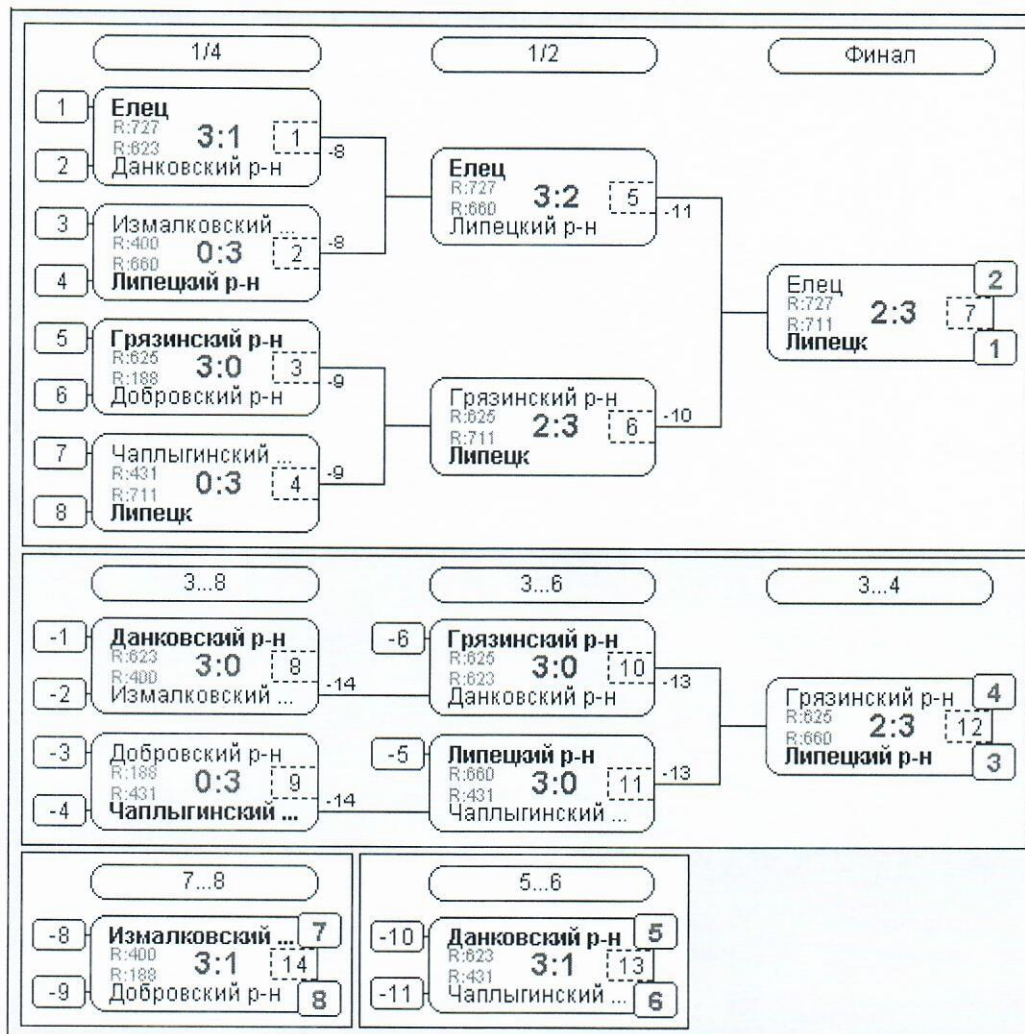 1/4
1/2
Финал
1
Елец
R:727
3:1
1
R:623
2
Данковский р-н
-8
3
Измалковский ...
R:400
0:3
2
R:660
4
Липецкий р-н
-8
5
Грязинский р-н
R:625
3:0
3
R:188
6
Добровский р-н
-9
7
Чаплыгинский ...
R:431
0:3
4
R:711
8
Липецк
-9
Елец
R:727
3:2
5
R:660
Липецкий р-н
-11
Грязинский р-н
R:625
2:3
6
R:711
Липецк
-10
Елец
2
R:727
2:3
7
R:711
Липецк
1
3...8
3...6
3...4
-1
Данковский р-н
R:623
3:0
8
R:400
-2
Измалковский ...
-14
-3
Добровский р-н
R:188
0:3
9
R:431
-4
Чаплыгинский ...
-14
-6
Грязинский р-н
R:625
3:0
10
R:623
Данковский р-н
-13
-5
Липецкий р-н
R:660
3:0
11
R:431
Чаплыгинский ...
-13
Грязинский р-н
4
R:625
2:3
12
R:660
Липецкий р-н
3
7...8
-8
Измалковский ...
7
R:400
3:1
14
R:188
-9
Добровский р-н
8
5...6
-10
Данковский р-н
5
R:623
3:1
13
R:431
-11
Чаплыгинский ...
6